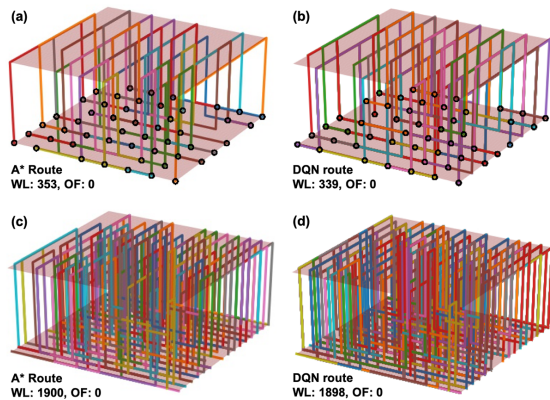 (a)
A* Route
WL: 353, OF: 0
(b)
DQN Route
WL: 339, OF: 0
(c)
A* Route
WL: 1900, OF: 0
(d)
DQN route
WL: 1898, OF: 0